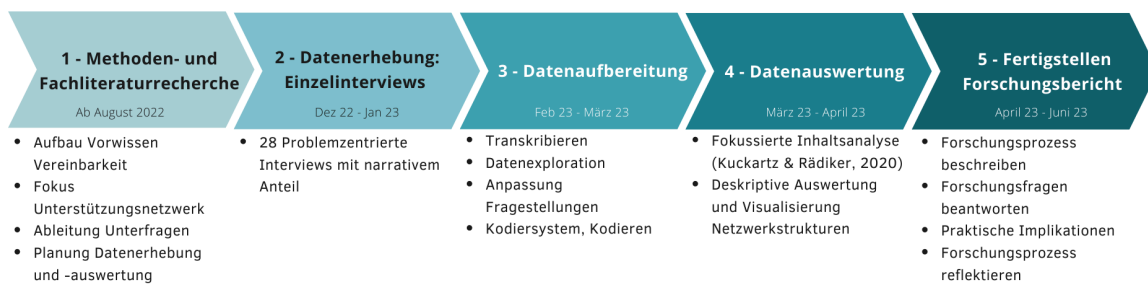 1 - Methoden- und
Fachliteraturrecherche
Ab August 2022
• Aufbau Vorwissen
Vereinbarkeit
• Fokus
Unterstützungsnetzwerk
• Ableitung Unterfragen
• Planung Datenerhebung
und -auswertung
2 - Datenerhebung:
Einzelinterviews
Dez 22 - Jan 23
• 28 Problemzentrierte
Interviews mit narrativem
Anteil
3 - Datenaufbereitung
Feb 23 - März 23
• Transkribieren
• Datenexploration
• Anpassung
Fragestellungen
• Kodiersystem, Kodieren
4 - Datenauswertung
März 23 - April 23
• Fokussierte Inhaltsanalyse
(Kuckartz & Rädiker, 2020)
• Deskriptive Auswertung
und Visualisierung
Netzwerkstrukturen
5 - Fertigstellen
Forschungsbericht
April 23 - Juni 23
• Forschungsprozess
beschreiben
• Forschungsfragen
beantworten
• Praktische Implikationen
• Forschungsprozess
reflektieren